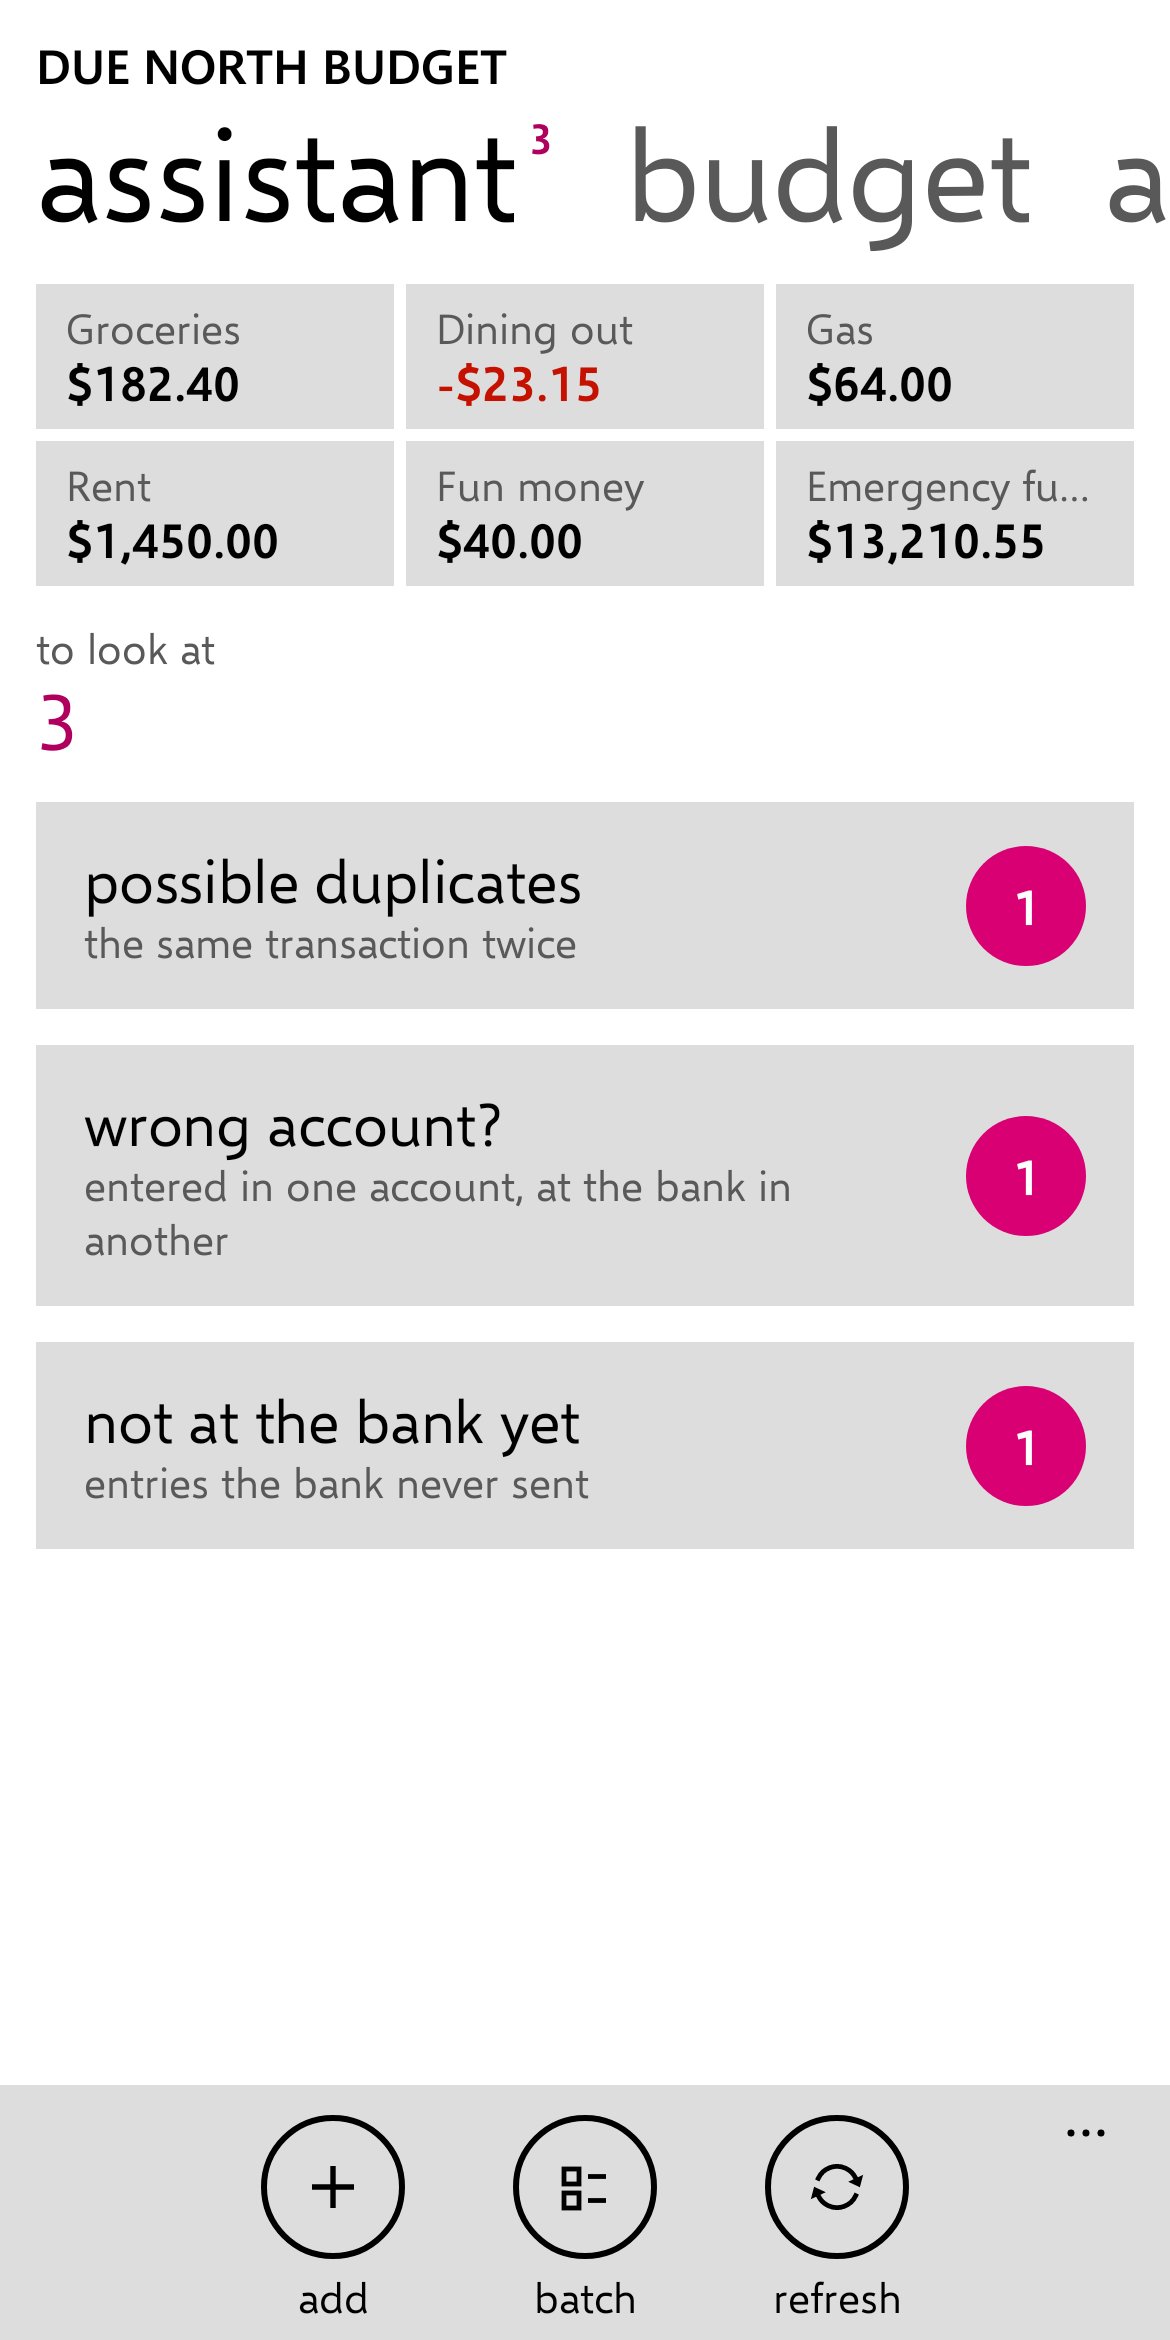 DUE NORTH BUDGET
assistant 3 budget a
Groceries
$182.40
Dining out
-$23.15
Gas
$64.00
Rent
$1,450.00
Fun money
$40.00
Emergency fu...
$13,210.55
to look at
3
possible duplicates
the same transaction twice
1
wrong account?
entered in one account, at the bank in
another
1
not at the bank yet
entries the bank never sent
1
...
add
batch
refresh